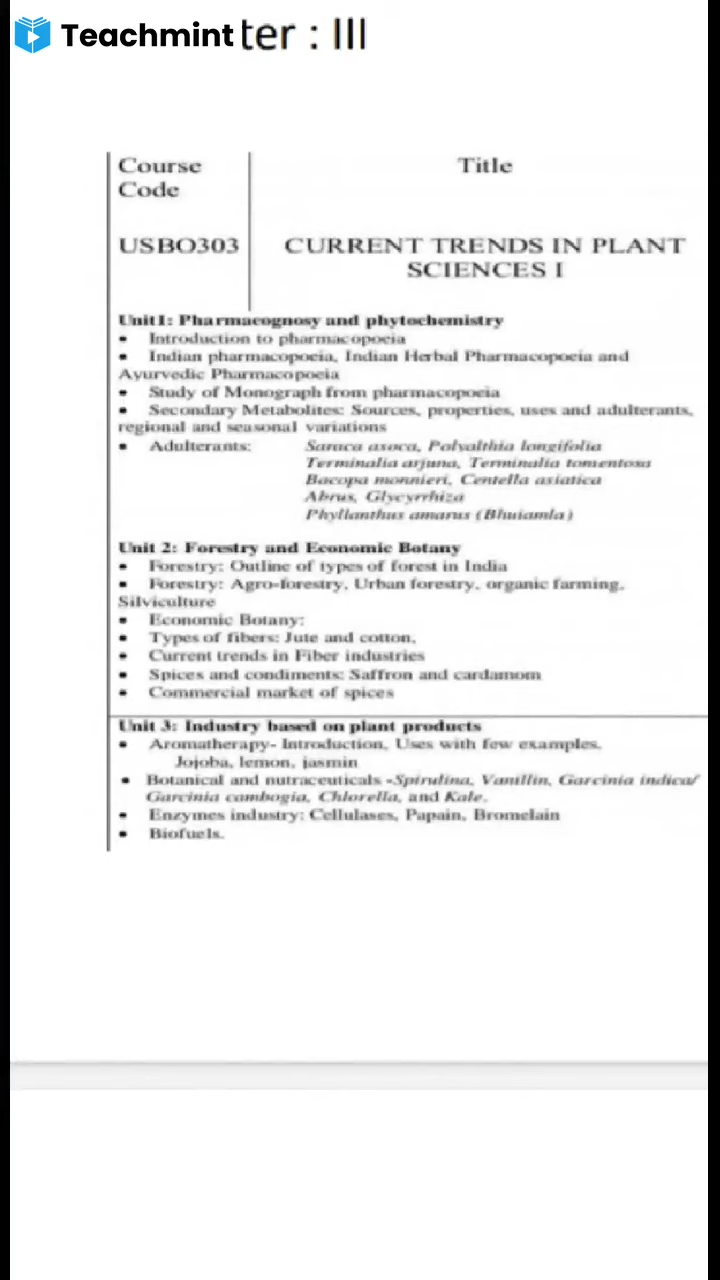 Teachmint ter : III
Course Title
Code
USBO303 CURRENT TRENDS IN PLANT
SCIENCES I
Unit1: Pharmacognosy and phytochemistry
• Introduction to pharmacopoeia
• Indian pharmacopoeia, Indian Herbal Pharmacopoeia and
Ayurvedic Pharmacopoeia
• Study of Monograph from pharmacopoeia
• Secondary Metabolites: Sources, properties, uses and adulterants,
regional and seasonal variations
• Adulterants: Saraca asoca, Polyalthia longifolia
Terminalia arjuna, Terminalia tomentosa
Bacopa monnieri, Centella asiatica
Abrus, Glycyrrhiza
Phyllanthus amarus (Bhuiamla)
Unit 2: Forestry and Economic Botany
• Forestry: Outline of types of forest in India
• Forestry: Agro-forestry, Urban forestry, organic farming,
Silviculture
• Economic Botany:
• Types of fibers: Jute and cotton,
• Current trends in Fiber industries
• Spices and condiments: Saffron and cardamom
• Commercial market of spices
Unit 3: Industry based on plant products
• Aromatherapy- Introduction, Uses with few examples.
Jojoba, lemon, jasmin
• Botanical and nutraceuticals -Spirulina, Vanillin, Garcinia indica/
Garcinia cambogia, Chlorella, and Kale.
• Enzymes industry: Cellulases, Papain, Bromelain
• Biofuels.